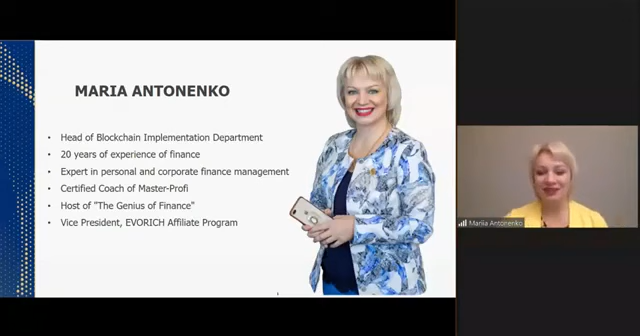 MARIA ANTONENKO
• Head of Blockchain Implementation Department
• 20 years of experience of finance
• Expert in personal and corporate finance management
• Certified Coach of Master-Profi
• Host of "The Genius of Finance"
• Vice President, EVORICH Affiliate Program
Mariia Antonenko